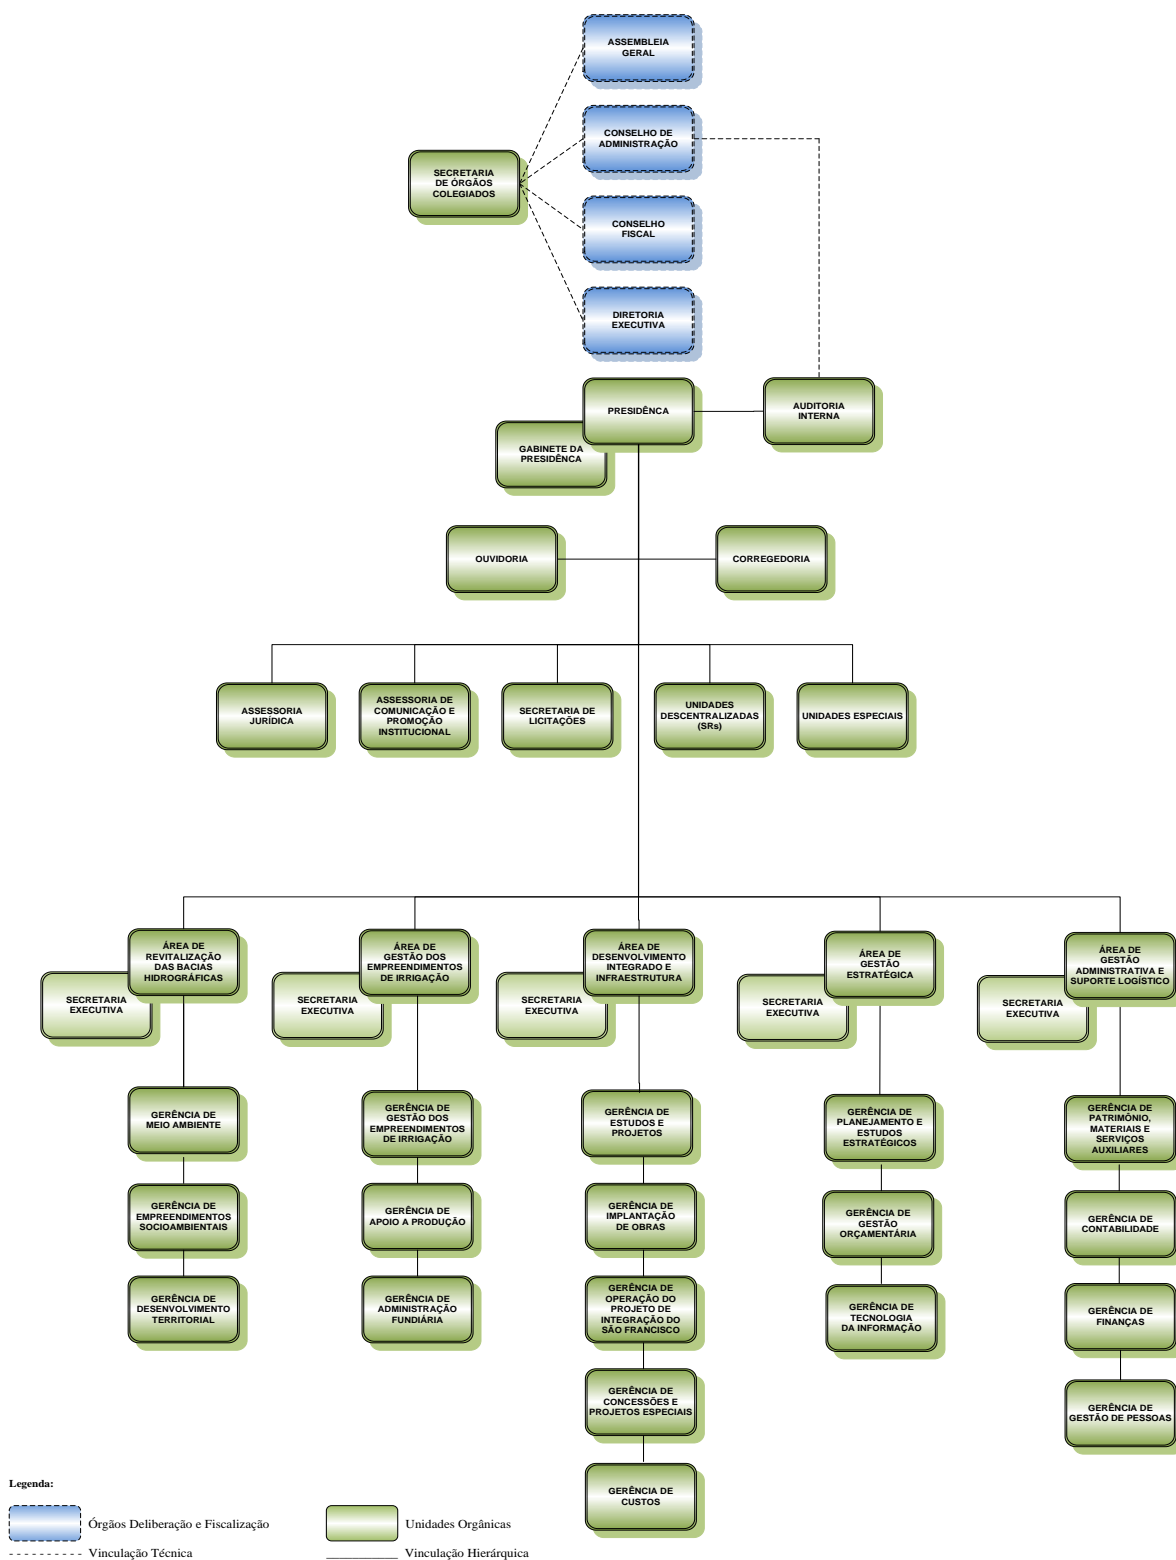 ASSEMBLEIA
GERAL
CONSELHO DE
ADMINISTRAÇÃO
SECRETARIA
DE ÓRGÃOS
COLEGIADOS
CONSELHO
FISCAL
DIRETORIA
EXECUTIVA
PRESIDÊNCA
AUDITORIA
INTERNA
GABINETE DA
PRESIDÊNCA
OUVIDORIA
CORREGEDORIA
ASSESSORIA
JURÍDICA
ASSESSORIA DE
COMUNICAÇÃO E
PROMOÇÃO
INSTITUCIONAL
SECRETARIA DE
LICITAÇÕES
UNIDADES
DESCENTRALIZADAS
(SRs)
UNIDADES ESPECIAIS
ÁREA DE
REVITALIZAÇÃO
DAS BACIAS
HIDROGRÁFICAS
SECRETARIA
EXECUTIVA
ÁREA DE
GESTÃO DOS
EMPREENDIMENTOS
DE IRRIGAÇÃO
SECRETARIA
EXECUTIVA
ÁREA DE
DESENVOLVIMENTO
INTEGRADO E
INFRAESTRUTURA
SECRETARIA
EXECUTIVA
ÁREA DE
GESTÃO
ESTRATÉGICA
SECRETARIA
EXECUTIVA
ÁREA DE
GESTÃO
ADMINISTRATIVA E
SUPORTE LOGÍSTICO
SECRETARIA
EXECUTIVA
GERÊNCIA DE
MEIO AMBIENTE
GERÊNCIA DE
GESTÃO DOS
EMPREENDIMENTOS
DE IRRIGAÇÃO
GERÊNCIA DE
ESTUDOS E
PROJETOS
GERÊNCIA DE
PLANEJAMENTO E
ESTUDOS
ESTRATÉGICOS
GERÊNCIA DE
PATRIMÔNIO,
MATERIAIS E
SERVIÇOS
AUXILIARES
GERÊNCIA DE
EMPREENDIMENTOS
SOCIOAMBIENTAIS
GERÊNCIA DE
APOIO A PRODUÇÃO
GERÊNCIA DE
IMPLANTAÇÃO
DE OBRAS
GERÊNCIA DE
GESTÃO
ORÇAMENTÁRIA
GERÊNCIA DE
CONTABILIDADE
GERÊNCIA DE
DESENVOLVIMENTO
TERRITORIAL
GERÊNCIA DE
ADMINISTRAÇÃO
FUNDIÁRIA
GERÊNCIA DE
OPERAÇÃO DO
PROJETO DE
INTEGRAÇÃO DO
SÃO FRANCISCO
GERÊNCIA DE
TECNOLOGIA
DA INFORMAÇÃO
GERÊNCIA DE
FINANÇAS
GERÊNCIA DE
CONCESSÕES E
PROJETOS ESPECIAIS
GERÊNCIA DE
GESTÃO DE PESSOAS
GERÊNCIA DE
CUSTOS
Legenda:
Órgãos Deliberação e Fiscalização
Unidades Orgânicas
Vinculação Técnica
Vinculação Hierárquica